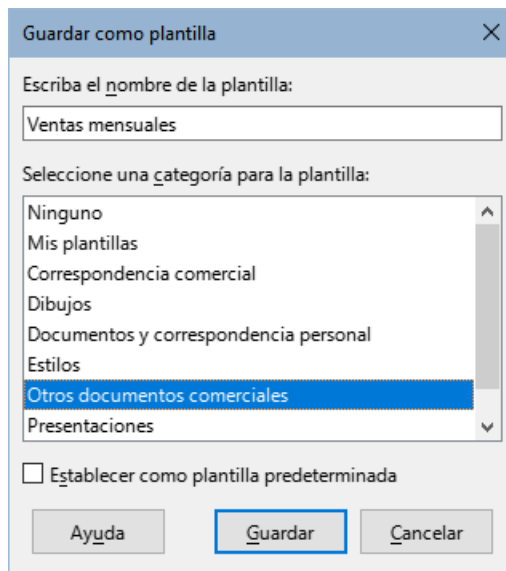 Guardar como plantilla
Escriba el nombre de la plantilla:
Ventas mensuales
Seleccione una categoría para la plantilla:
Ninguno
Mis plantillas
Correspondencia comercial
Dibujos
Documentos y correspondencia personal
Estilos
Otros documentos comerciales
Presentaciones
Establecer como plantilla predeterminada
Ayuda Guardar Cancelar